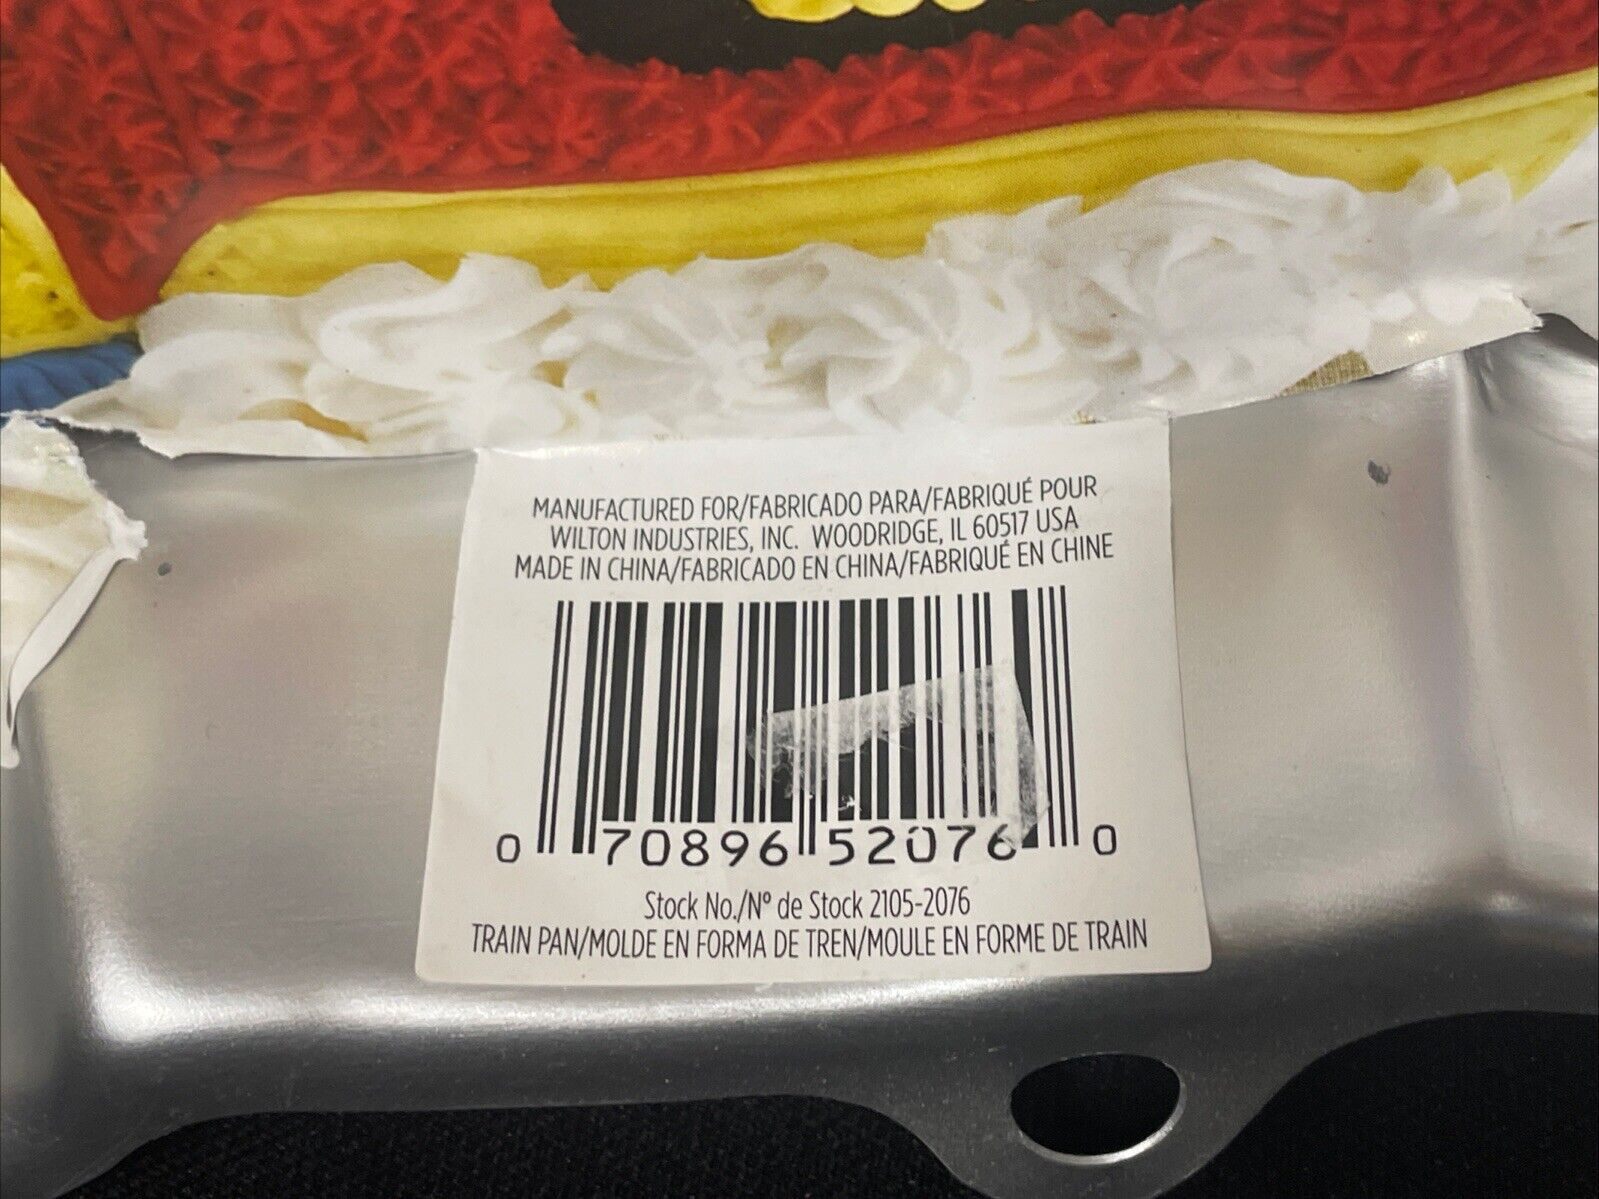 MANUFACTURED FOR/FABRICADO PARA/FABRIQUÉ POUR
WILTON INDUSTRIES, INC. WOODRIDGE, IL 60517 USA
MADE IN CHINA/FABRICADO EN CHINA/FABRIQUÉ EN CHINE
0 70896 52076 0
Stock No./Nº de Stock 2105-2076
TRAIN PAN/MOLDE EN FORMA DE TREN/MOULE EN FORME DE TRAIN